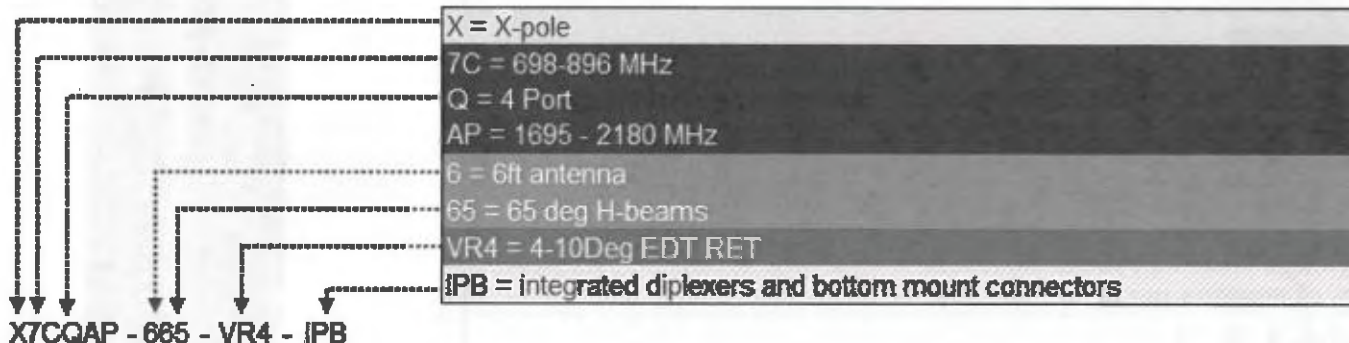 X = X-pole
7C = 698-896 MHz
Q = 4 Port
AP = 1695 - 2180 MHz
6 = 6ft antenna
65 = 65 deg H-beams
VR4 = 4-10Deg EDT RET
IPB = integrated diplexers and bottom mount connectors
X7CQAP - 665 - VR4 - IPB